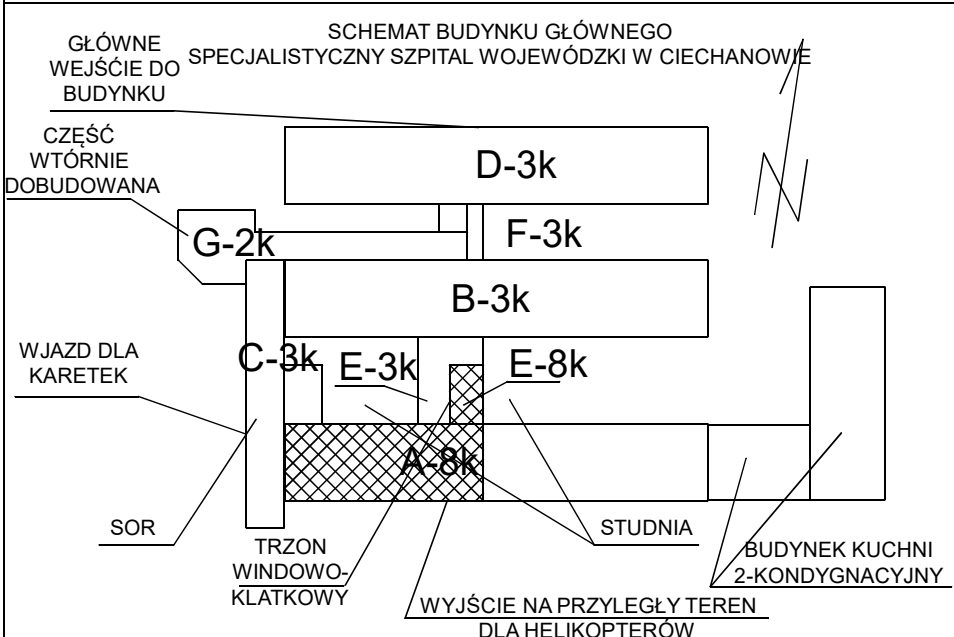 SCHEMAT BUDYNKU GŁÓWNEGO
SPECJALISTYCZNY SZPITAL WOJEWÓDZKI W CIECHANOWIE
GŁÓWNE
WEJŚĆIE DO
BUDYNKU
CZĘŚĆ
WTÓRNIE
DOBUDOWANA
D-3k
F-3k
G-2k
B-3k
WJAZD DLA
KARETEK
C-3k
E-3k
E-8k
A-8k
SOR
TRZON
WINDOWO-
KLATKOWY
STUDNIA
BUDYNEK KUCHNI
2-KONDYGNACYJNY
WYJŚCIE NA PRZYLEGŁY TEREN
DLA HELIKOPTERÓW